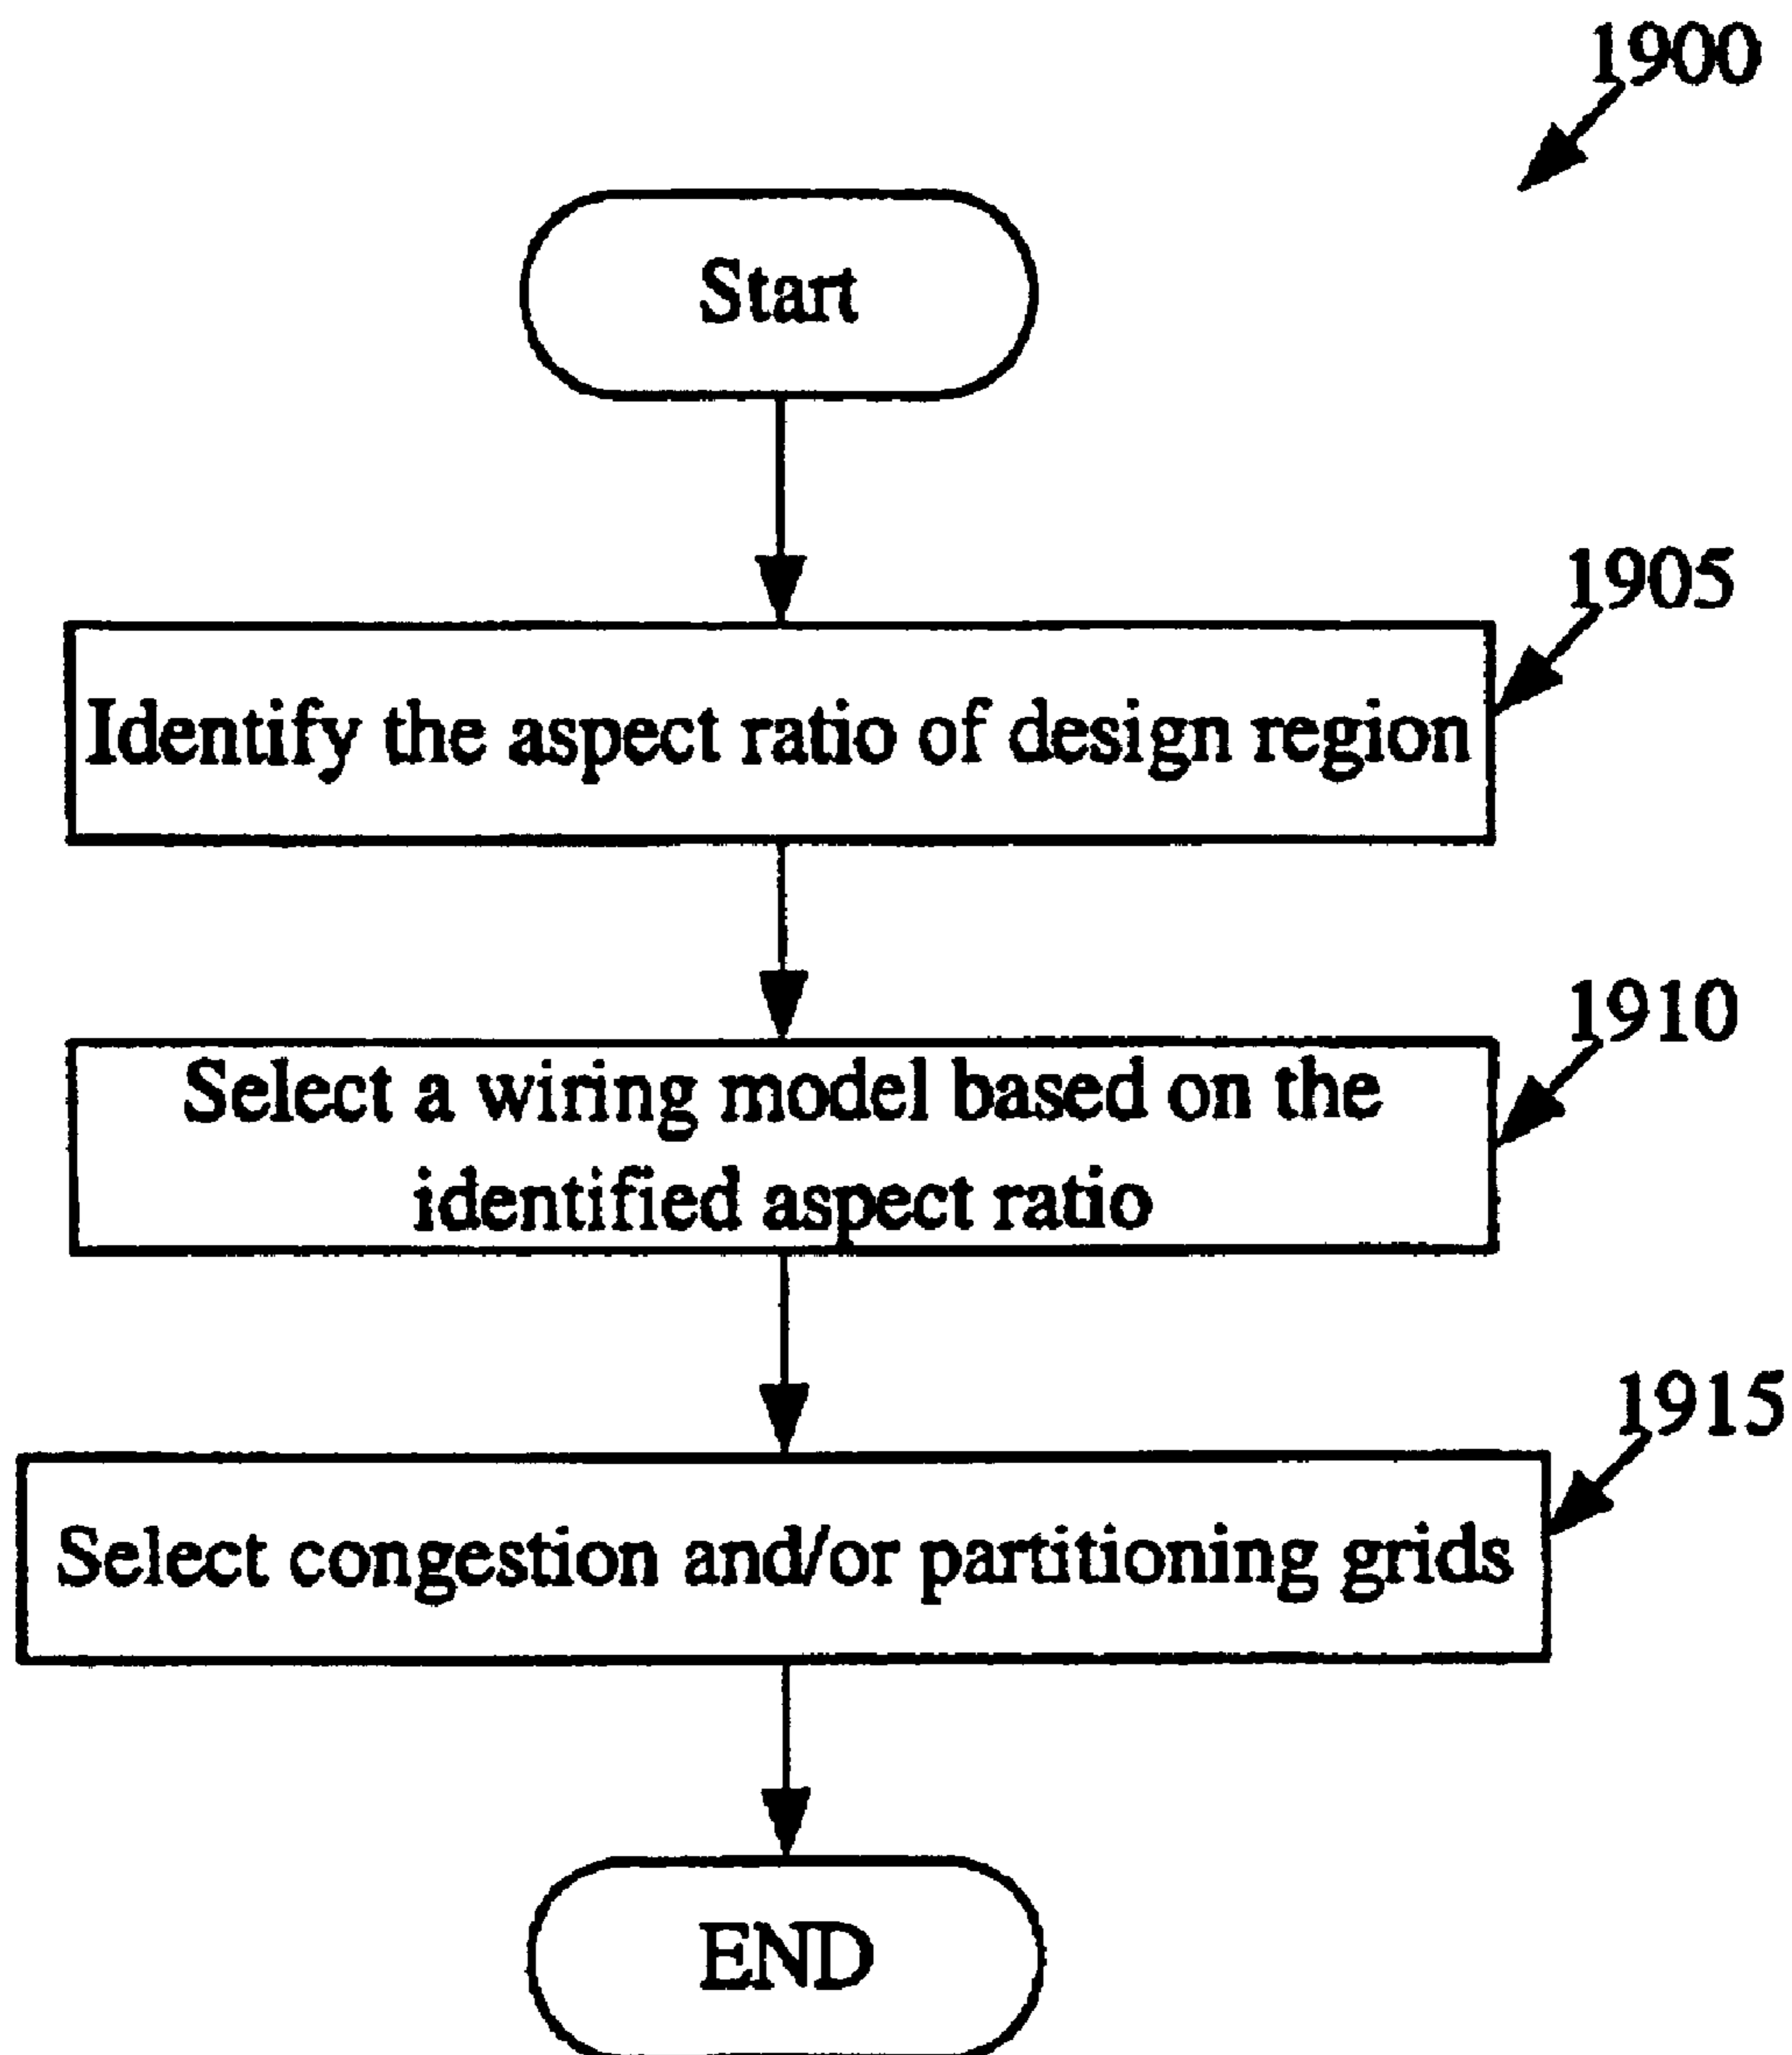 1900
Start
1905
Identify the aspect ratio of design region
1910
Select a wiring model based on the
identified aspect ratio
1915
Select congestion and/or partitioning grids
END